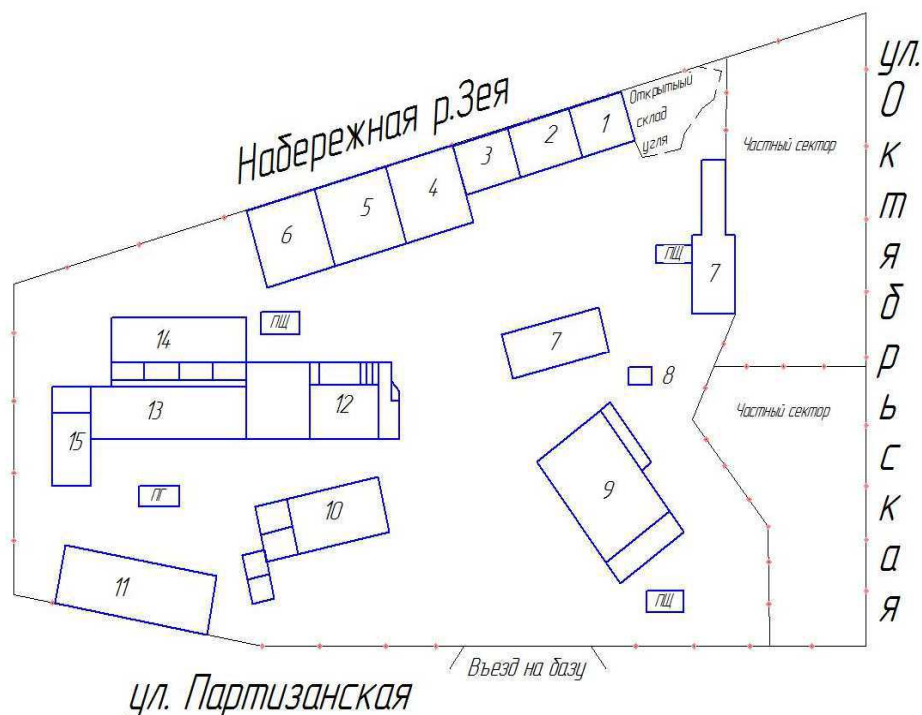 Набережная р.Зея
ул. Октябрьская
Открытый
склад
угля
Частный сектор
1
2
3
4
5
6
ПЩ
7
14
ПЩ
7
8
Частный сектор
13
12
15
9
ПГ
10
11
ПЩ
Въезд на базу
ул. Партизанская